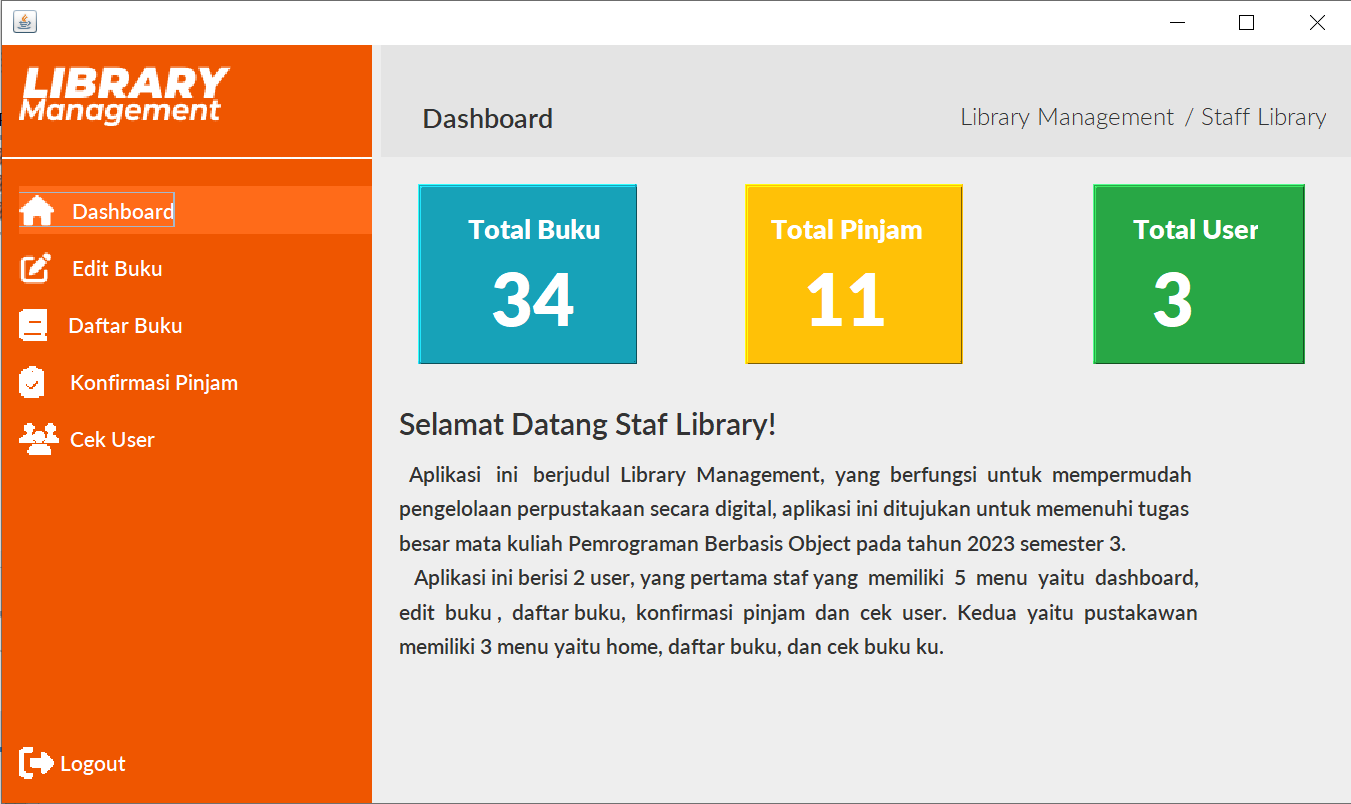 LIBRARY
Management
Dashboard
Edit Buku
Daftar Buku
Konfirmasi Pinjam
Cek User
Logout
Dashboard
Library Management / Staff Library
Total Buku
34
Total Pinjam
11
Total User
3
Selamat Datang Staf Library!
Aplikasi ini berjudul Library Management, yang berfungsi untuk mempermudah
pengelolaan perpustakaan secara digital, aplikasi ini ditujukan untuk memenuhi tugas
besar mata kuliah Pemrograman Berbasis Object pada tahun 2023 semester 3.
Aplikasi ini berisi 2 user, yang pertama staf yang memiliki 5 menu yaitu dashboard,
edit buku , daftar buku, konfirmasi pinjam dan cek user. Kedua yaitu pustakawan
memiliki 3 menu yaitu home, daftar buku, dan cek buku ku.